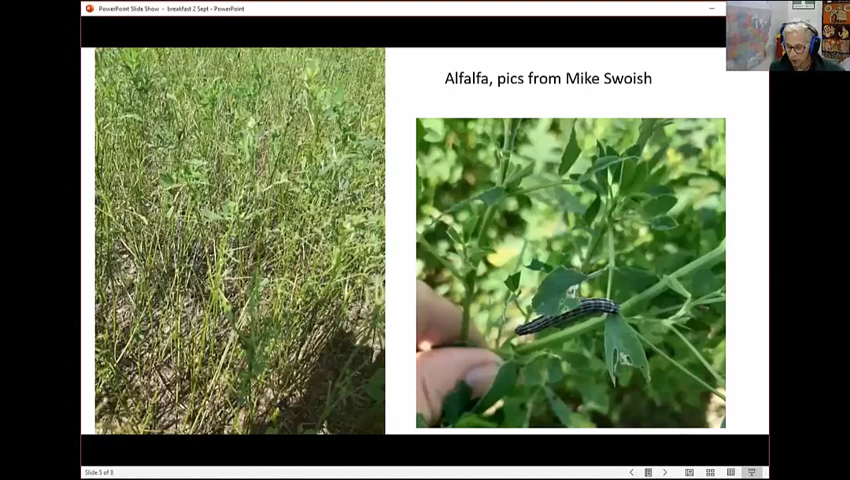 PowerPoint Slide Show - breakfast 2 Sept - PowerPoint
Alfalfa, pics from Mike Swoish
Slide 5 of 8